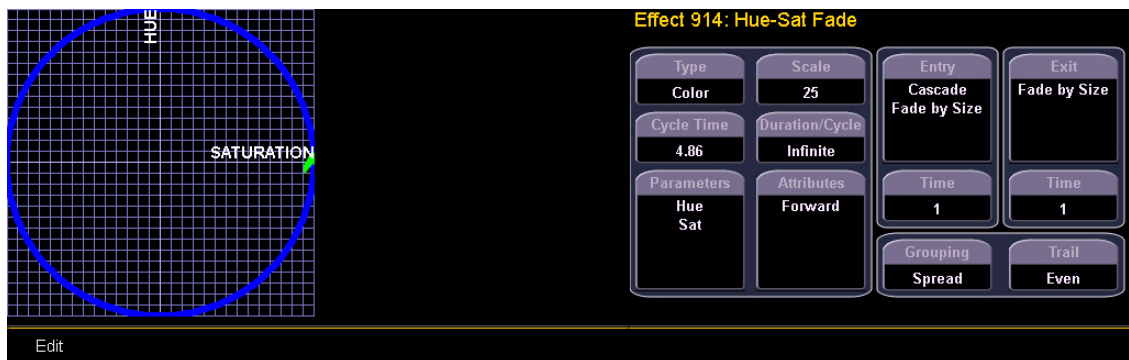 HUE
SATURATION
Effect 914: Hue-Sat Fade
Type
Color
Scale
25
Entry
Cascade
Fade by Size
Exit
Fade by Size
Cycle Time
4.86
Duration/Cycle
Infinite
Parameters
Hue
Sat
Attributes
Forward
Time
1
Time
1
Grouping
Spread
Trail
Even
Edit